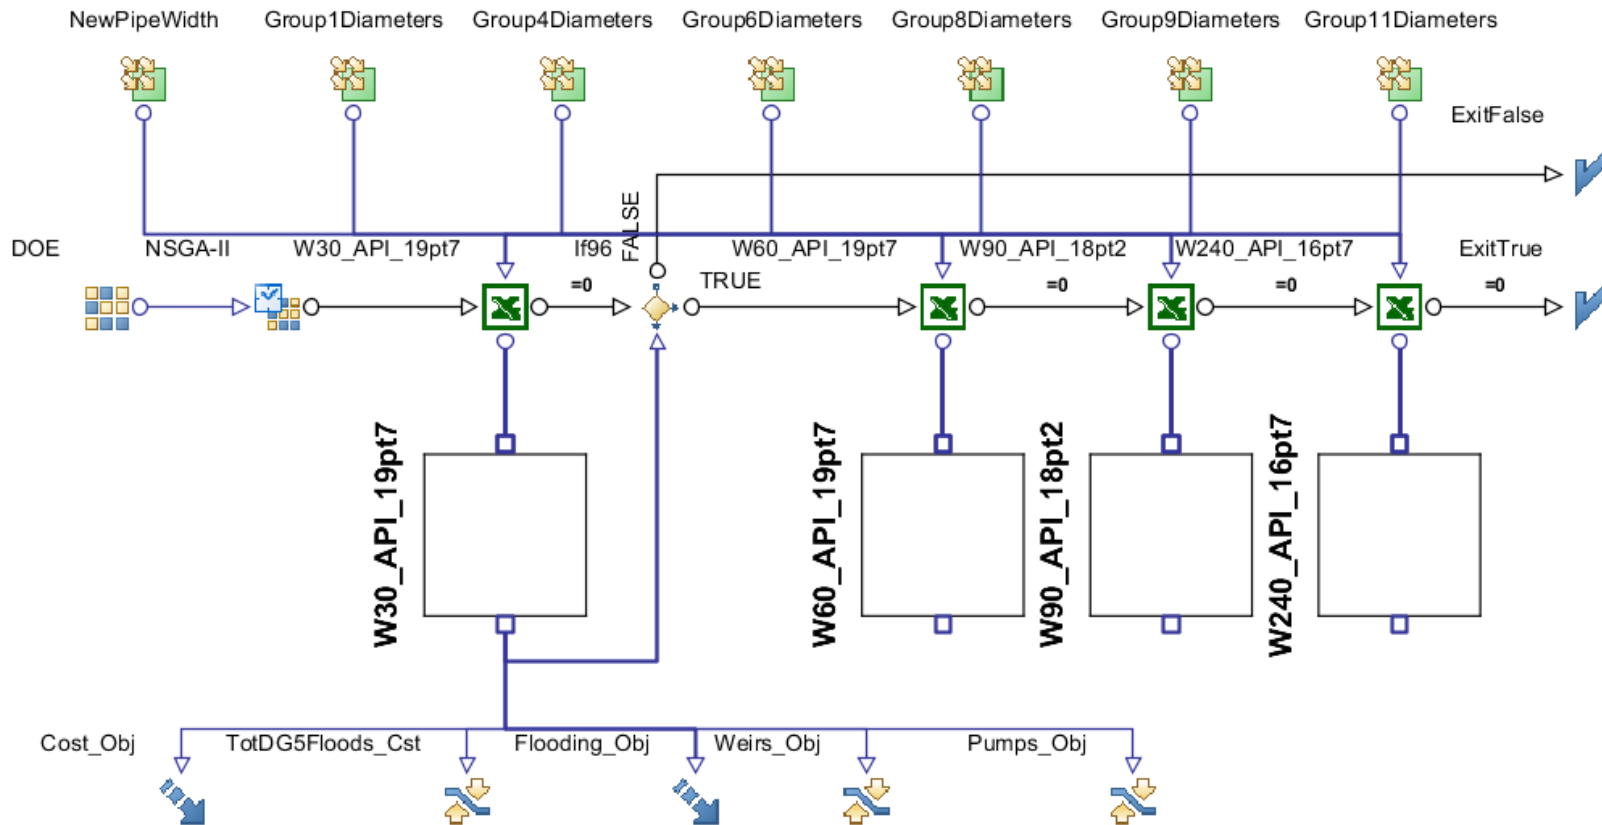 NewPipeWidth
Group1Diameters
Group4Diameters
Group6Diameters
Group8Diameters
Group9Diameters
Group11Diameters
ExitFalse
FALSE
DOE
NSGA-II
W30_API_19pt7
If96
W60_API_19pt7
W90_API_18pt2
W240_API_16pt7
ExitTrue
=0
TRUE
=0
=0
=0
W30_API_19pt7
W60_API_19pt7
W90_API_18pt2
W240_API_16pt7
Cost_Obj
TotDG5Floods_Cst
Flooding_Obj
Weirs_Obj
Pumps_Obj